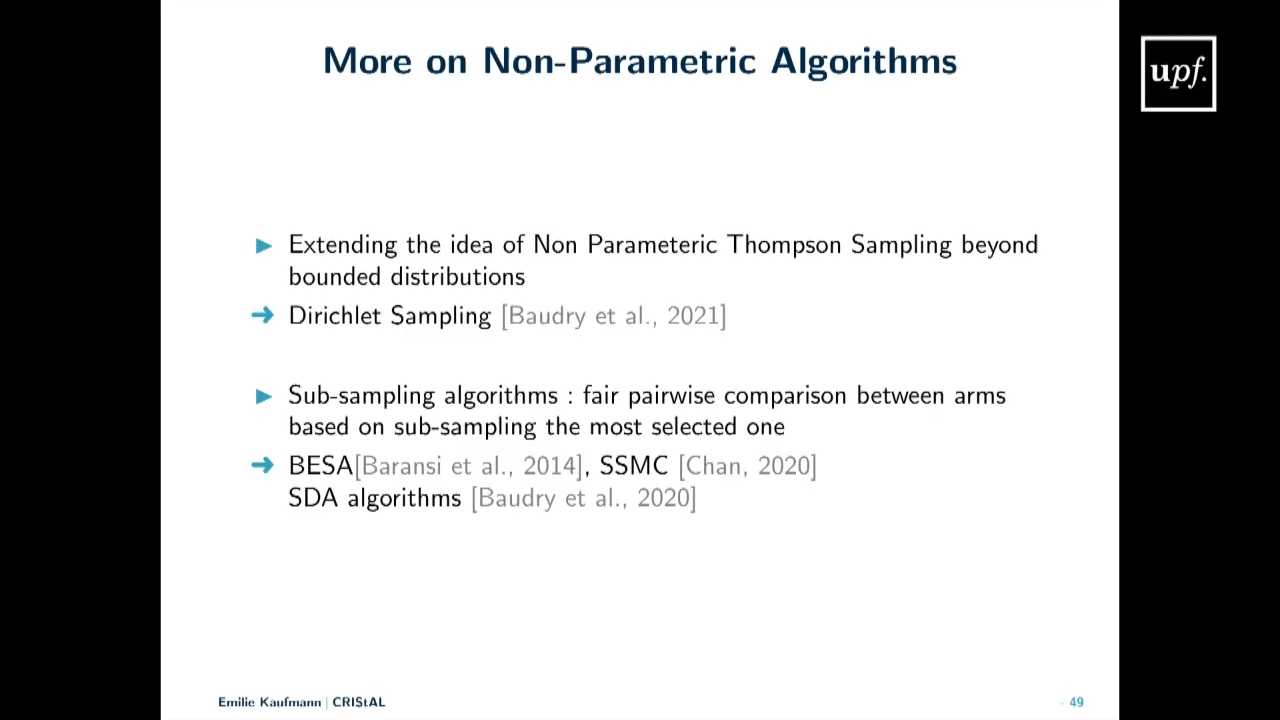 More on Non-Parametric Algorithms
upf.
► Extending the idea of Non Parameteric Thompson Sampling beyond
bounded distributions
➜ Dirichlet Sampling [Baudry et al., 2021]
► Sub-sampling algorithms : fair pairwise comparison between arms
based on sub-sampling the most selected one
➜ BESA[Baransi et al., 2014], SSMC [Chan, 2020]
SDA algorithms [Baudry et al., 2020]
Emilie Kaufmann | CRIStAL
- 49